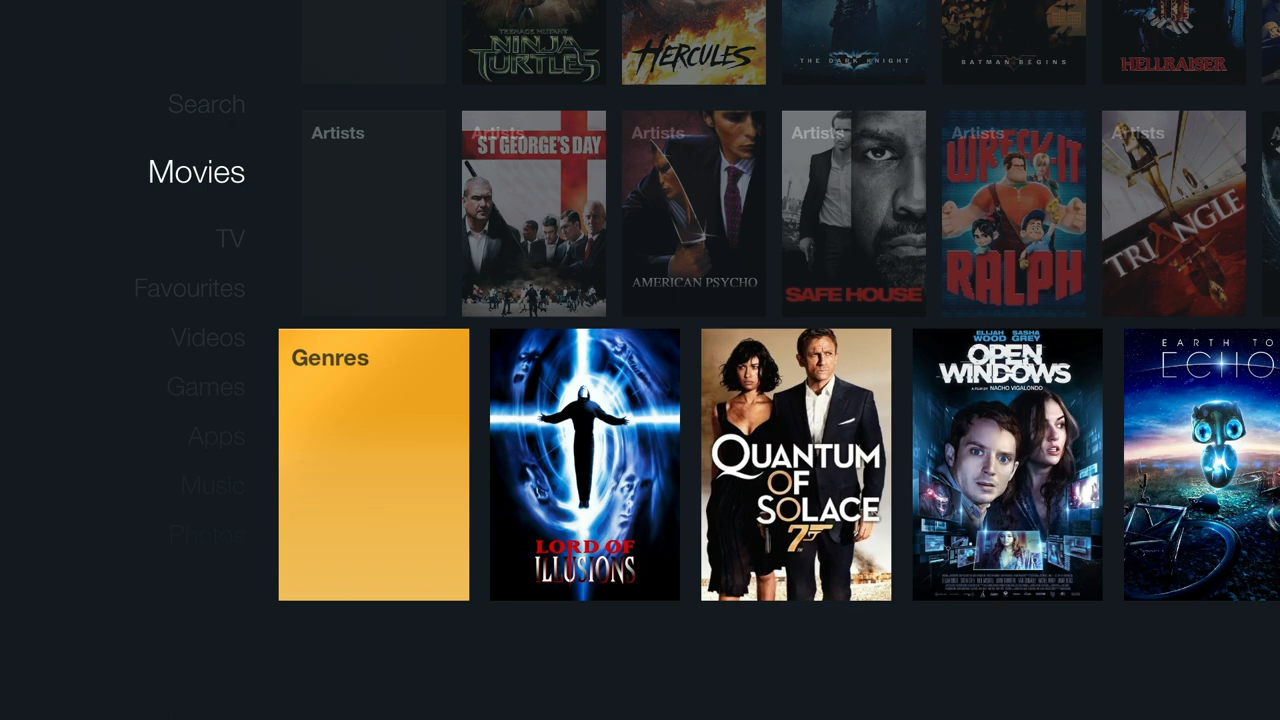 TEENAGE MUTANT
NINJA
TURTLES
HERCULES
THE DARK KNIGHT
BATMAN BEGINS
HELLRAISER
Search
Movies
TV
Favourites
Videos
Games
Apps
Music
Photos
Artists
Artists
ST GEORGE'S DAY
Artists
AMERICAN PSYCHO
Artists
SAFE HOUSE
Artists
WRECK-IT
RALPH
Artists
TRIANGLE
Genres
LORD OF
ILLUSIONS
QUANTUM
OF
SOLACE
007
ELIJAH WOOD
SASHA GREY
OPEN
WINDOWS
A FILM BY NACHO VIGALONDO
EARTH TO
ECHO